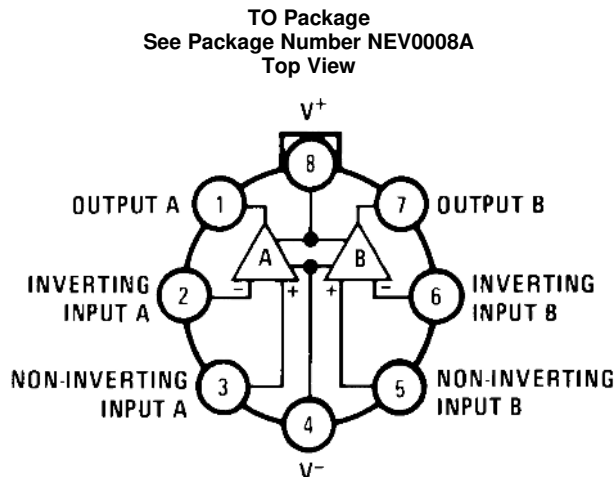 TO Package
See Package Number NEV0008A
Top View
V+
8
OUTPUT A 1
7 OUTPUT B
A
B
INVERTING
INPUT A
2
−
+
+
−
6
INVERTING
INPUT B
NON-INVERTING
INPUT A
3
5
NON-INVERTING
INPUT B
4
V−